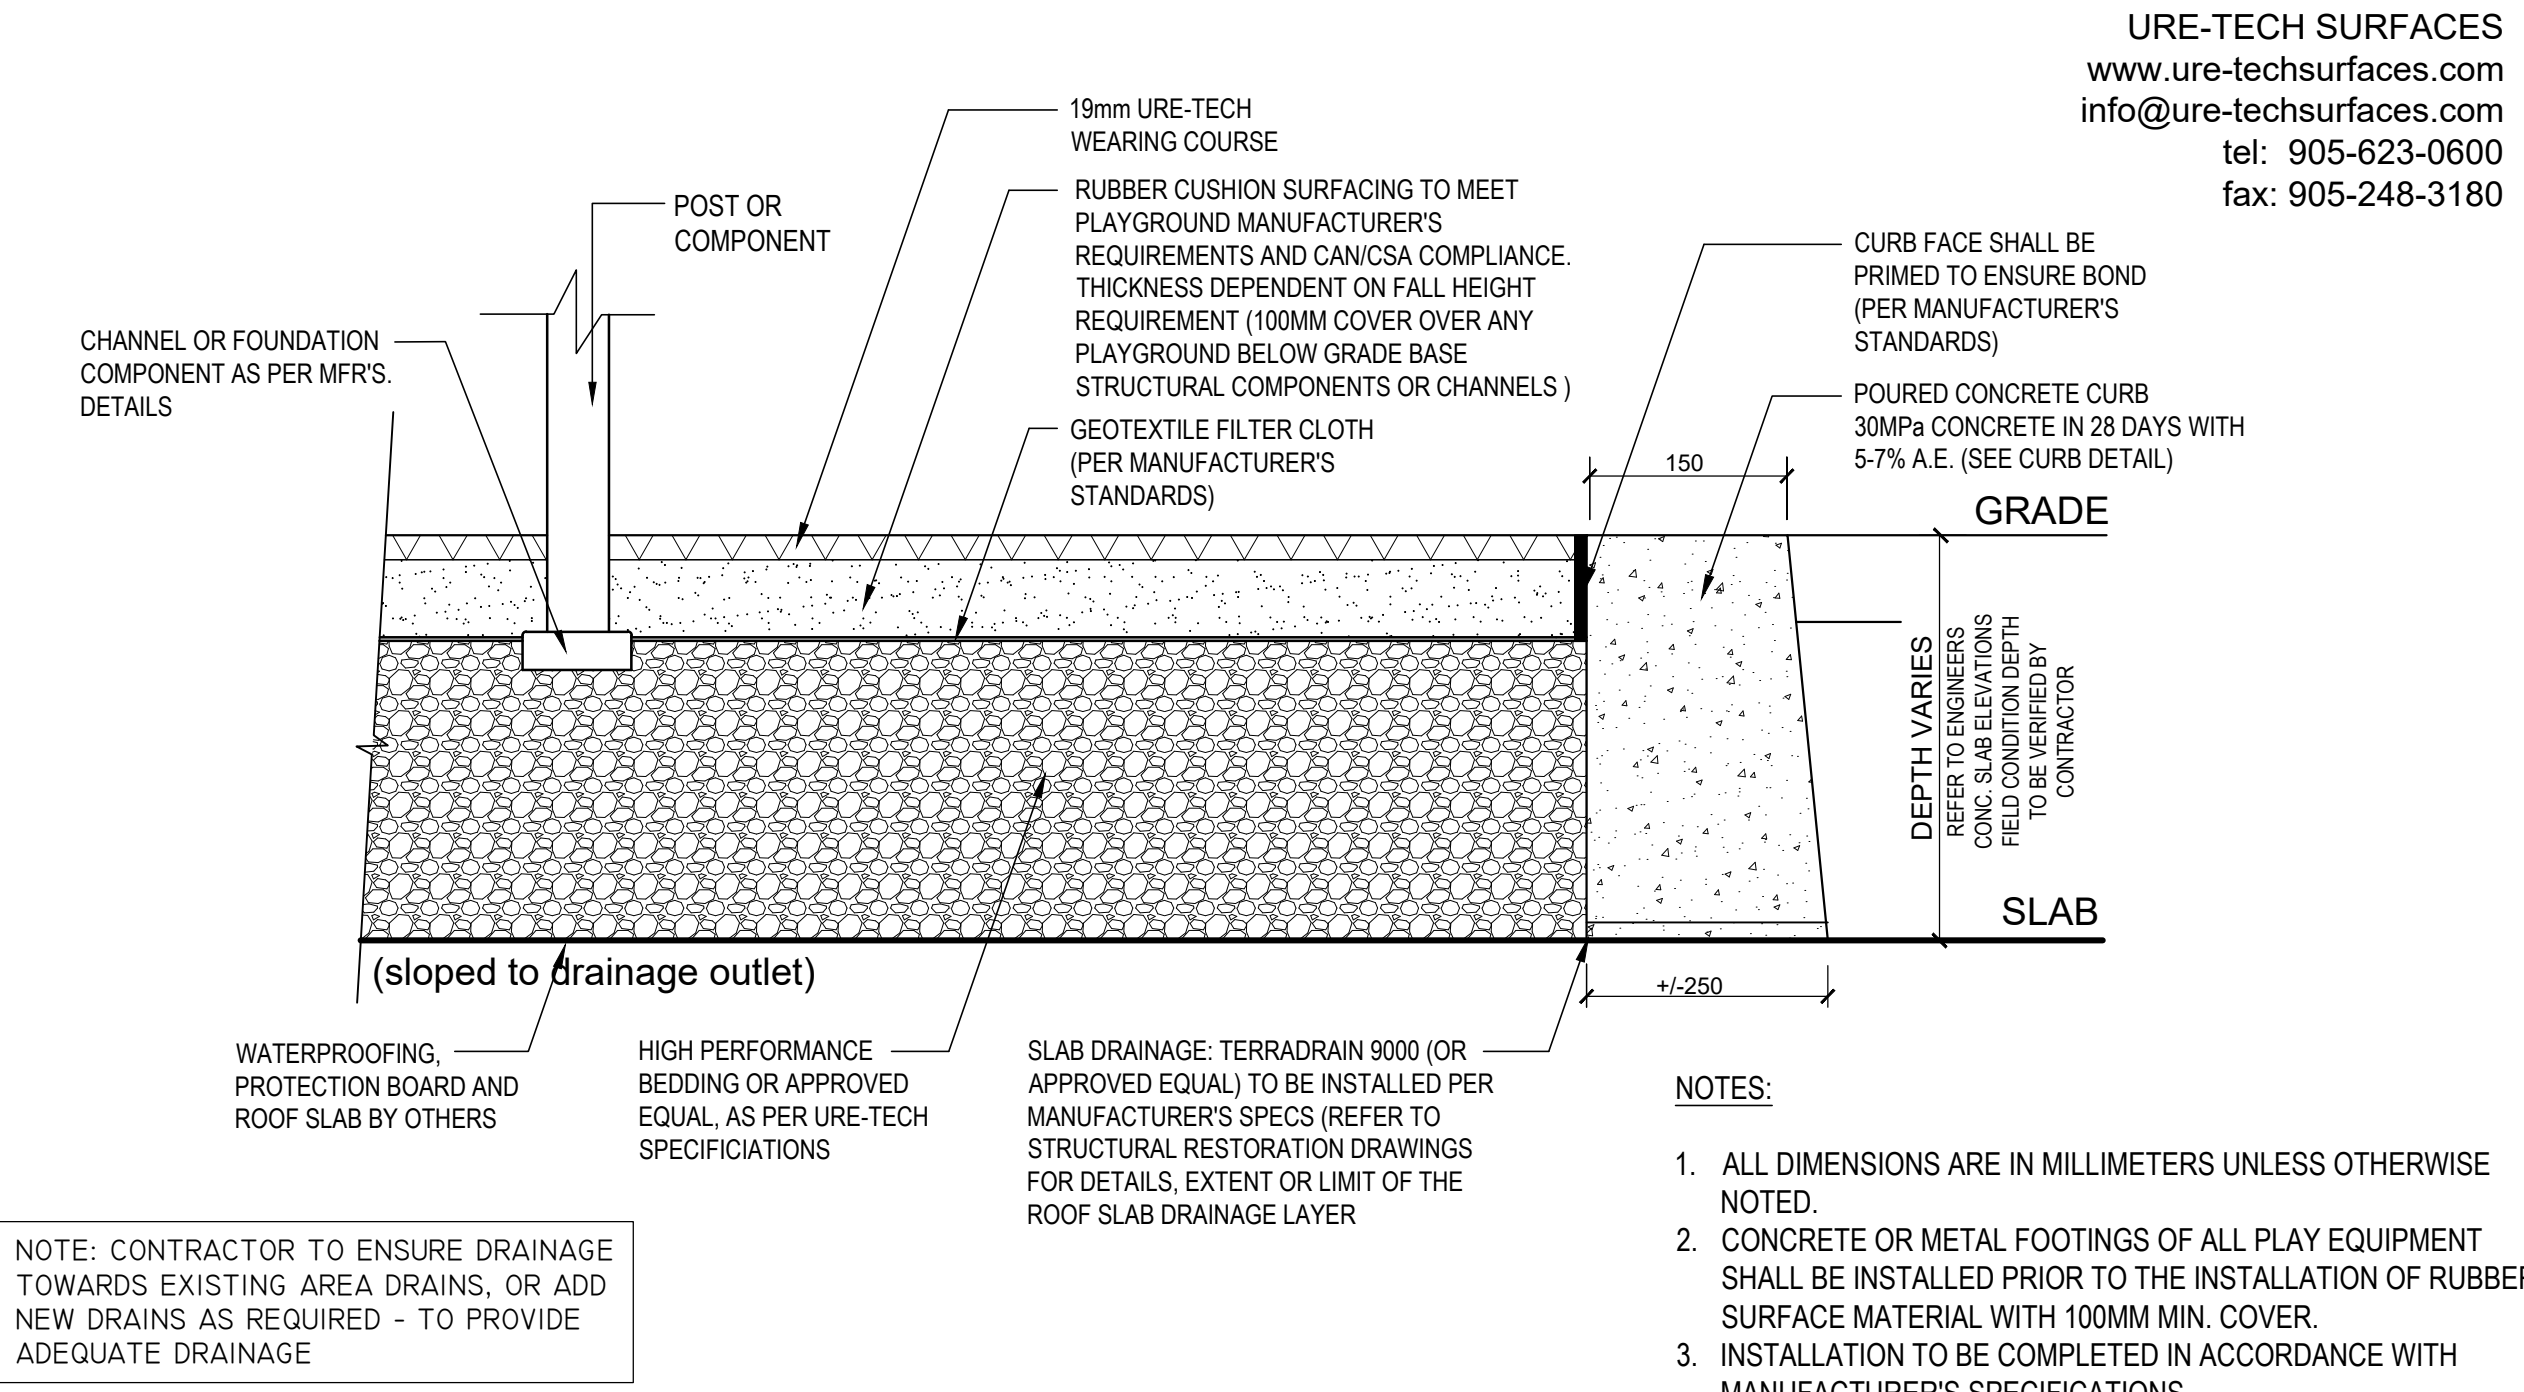 URE-TECH SURFACES
www.ure-techsurfaces.com
info@ure-techsurfaces.com
tel:  905-623-0600
fax: 905-248-3180
19mm URE-TECH
WEARING COURSE
RUBBER CUSHION SURFACING TO MEET
PLAYGROUND MANUFACTURER'S
REQUIREMENTS AND CAN/CSA COMPLIANCE.
THICKNESS DEPENDENT ON FALL HEIGHT
REQUIREMENT (100MM COVER OVER ANY
PLAYGROUND BELOW GRADE BASE
STRUCTURAL COMPONENTS OR CHANNELS )
POST OR
COMPONENT
CHANNEL OR FOUNDATION
COMPONENT AS PER MFR'S.
DETAILS
GEOTEXTILE FILTER CLOTH
(PER MANUFACTURER'S
STANDARDS)
CURB FACE SHALL BE
PRIMED TO ENSURE BOND
(PER MANUFACTURER'S
STANDARDS)
POURED CONCRETE CURB
30MPa CONCRETE IN 28 DAYS WITH
5-7% A.E. (SEE CURB DETAIL)
150
GRADE
DEPTH VARIES
REFER TO ENGINEERS
CONC. SLAB ELEVATIONS
FIELD CONDITION DEPTH
TO BE VERIFIED BY
CONTRACTOR
SLAB
(sloped to drainage outlet)
+/-250
WATERPROOFING,
PROTECTION BOARD AND
ROOF SLAB BY OTHERS
HIGH PERFORMANCE
BEDDING OR APPROVED
EQUAL, AS PER URE-TECH
SPECIFICIATIONS
SLAB DRAINAGE: TERRADRAIN 9000 (OR
APPROVED EQUAL) TO BE INSTALLED PER
MANUFACTURER'S SPECS (REFER TO
STRUCTURAL RESTORATION DRAWINGS
FOR DETAILS, EXTENT OR LIMIT OF THE
ROOF SLAB DRAINAGE LAYER
NOTE: CONTRACTOR TO ENSURE DRAINAGE
TOWARDS EXISTING AREA DRAINS, OR ADD
NEW DRAINS AS REQUIRED - TO PROVIDE
ADEQUATE DRAINAGE
NOTES:
1. ALL DIMENSIONS ARE IN MILLIMETERS UNLESS OTHERWISE
NOTED.
2. CONCRETE OR METAL FOOTINGS OF ALL PLAY EQUIPMENT
SHALL BE INSTALLED PRIOR TO THE INSTALLATION OF RUBBER
SURFACE MATERIAL WITH 100MM MIN. COVER.
3. INSTALLATION TO BE COMPLETED IN ACCORDANCE WITH
MANUFACTURER'S SPECIFICATIONS